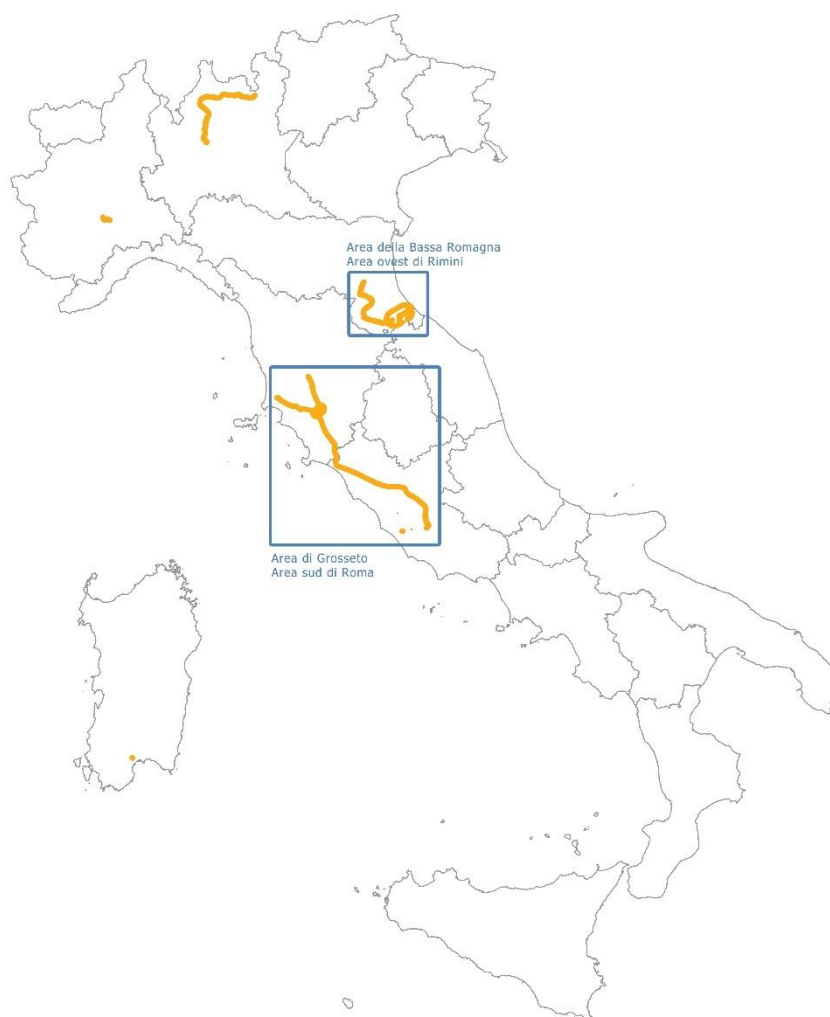 Area della Bassa Romagna
Area ovest di Rimini
Area di Grosseto
Area sud di Roma